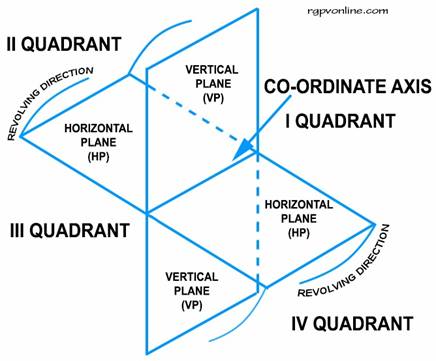 rgpvonline.com
II QUADRANT
REVOLVING DIRECTION
VERTICAL
PLANE
(VP)
CO-ORDINATE AXIS
I QUADRANT
HORIZONTAL
PLANE
(HP)
HORIZONTAL
PLANE
(HP)
III QUADRANT
VERTICAL
PLANE
(VP)
REVOLVING DIRECTION
IV QUADRANT